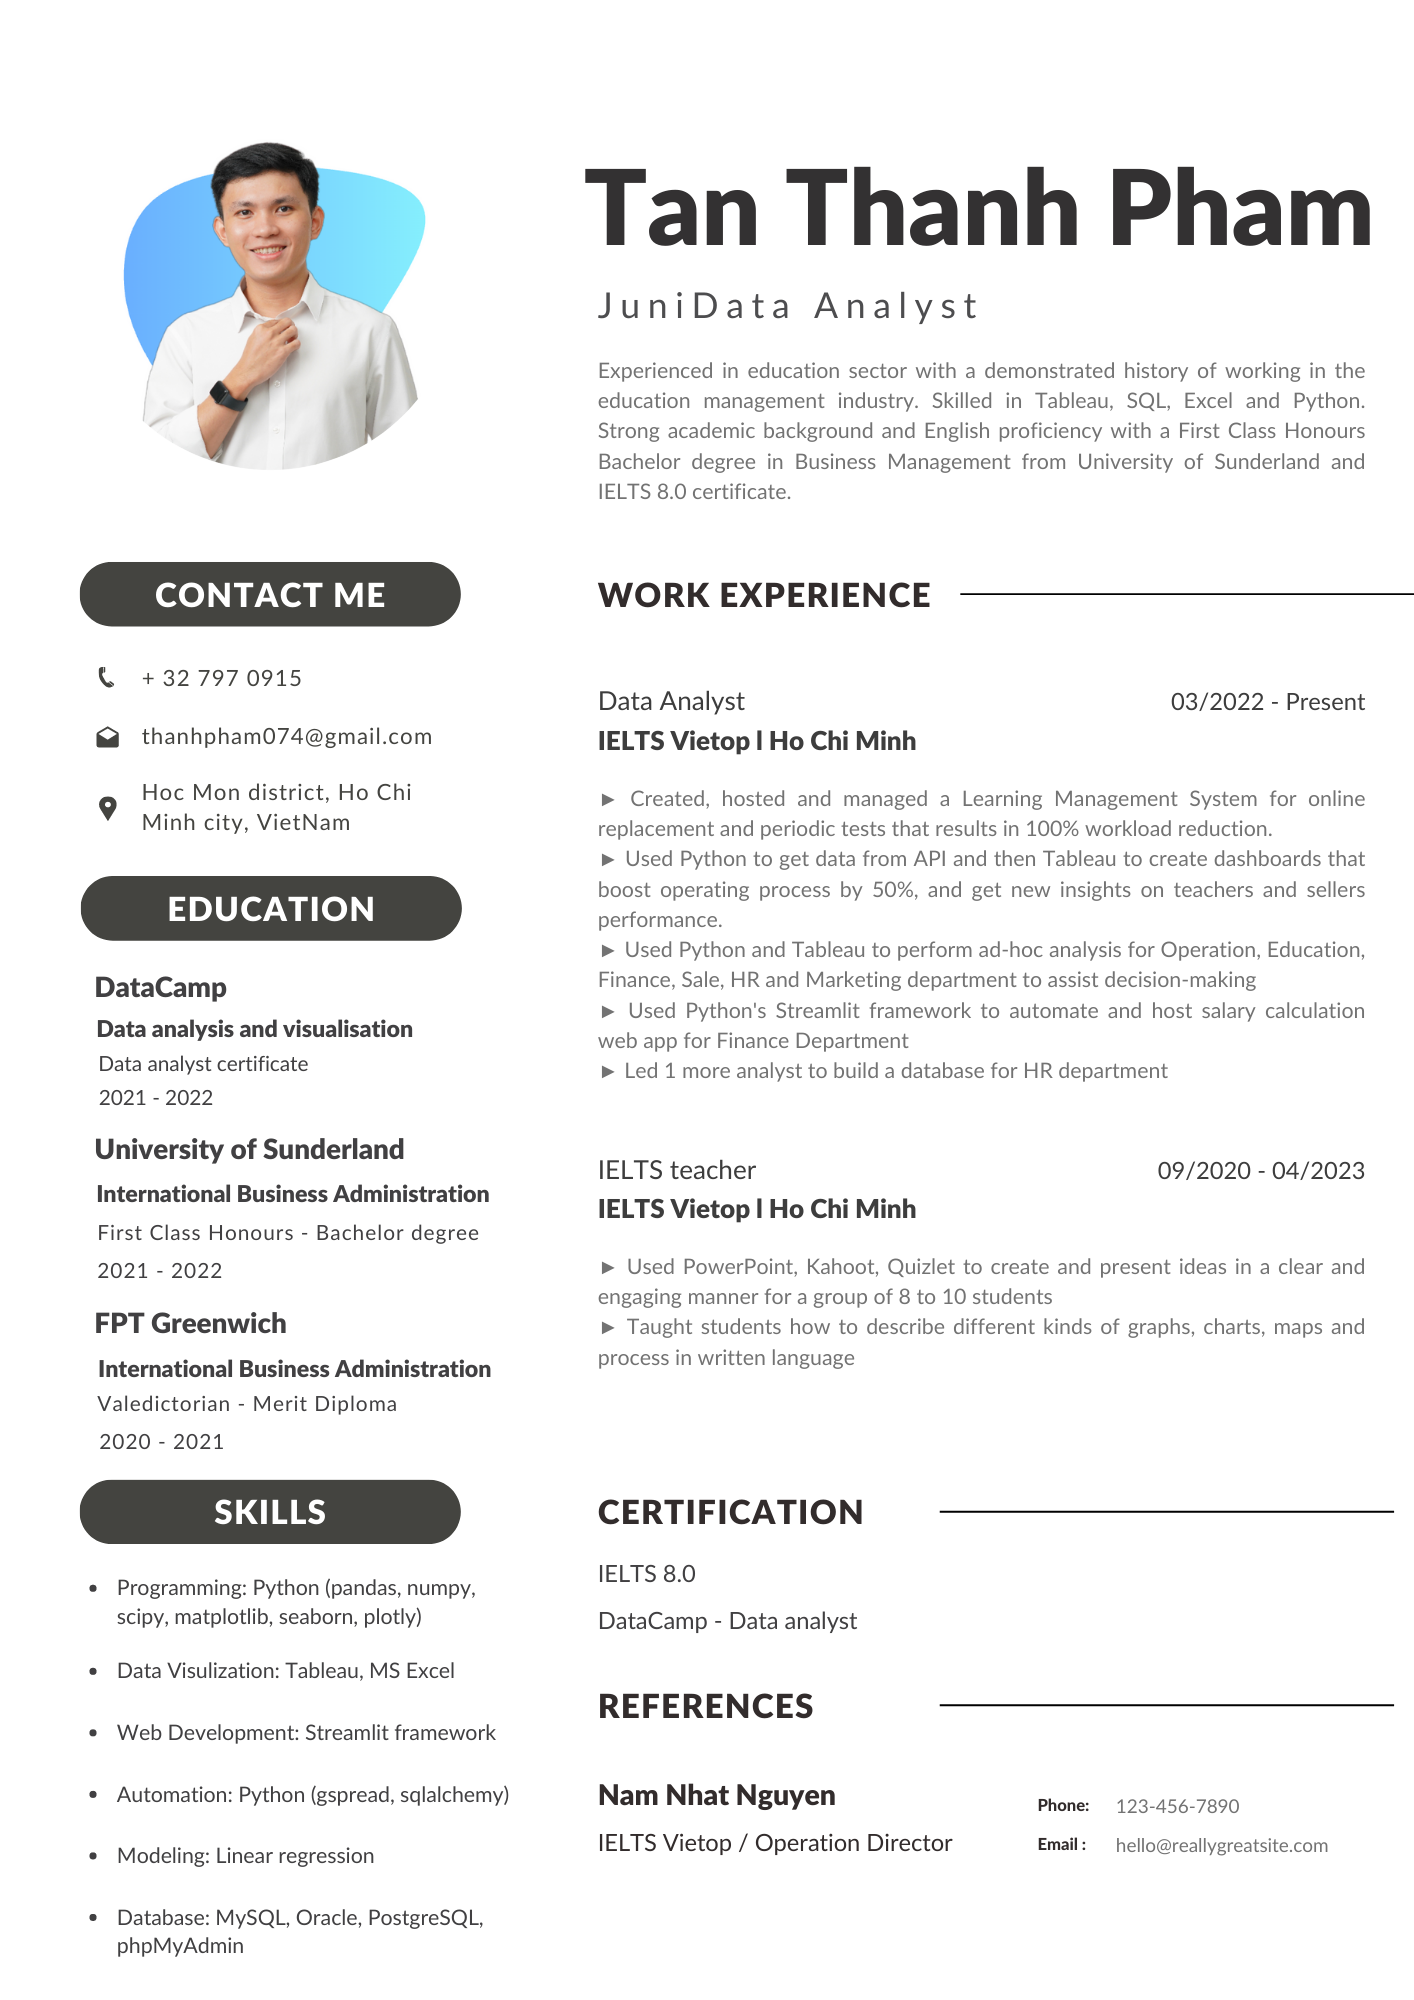 Tan Thanh Pham
JuniData Analyst
Experienced in education sector with a demonstrated history of working in the
education management industry. Skilled in Tableau, SQL, Excel and Python.
Strong academic background and English proficiency with a First Class Honours
Bachelor degree in Business Management from University of Sunderland and
IELTS 8.0 certificate.
CONTACT ME
+ 32 797 0915
thanhpham074@gmail.com
Hoc Mon district, Ho Chi
Minh city, VietNam
EDUCATION
DataCamp
Data analysis and visualisation
Data analyst certificate
2021 - 2022
University of Sunderland
International Business Administration
First Class Honours - Bachelor degree
2021 - 2022
FPT Greenwich
International Business Administration
Valedictorian - Merit Diploma
2020 - 2021
SKILLS
• Programming: Python (pandas, numpy,
scipy, matplotlib, seaborn, plotly)
• Data Visulization: Tableau, MS Excel
• Web Development: Streamlit framework
• Automation: Python (gspread, sqlalchemy)
• Modeling: Linear regression
• Database: MySQL, Oracle, PostgreSQL,
phpMyAdmin
WORK EXPERIENCE
Data Analyst 03/2022 - Present
IELTS Vietop l Ho Chi Minh
► Created, hosted and managed a Learning Management System for online
replacement and periodic tests that results in 100% workload reduction.
► Used Python to get data from API and then Tableau to create dashboards that
boost operating process by 50%, and get new insights on teachers and sellers
performance.
► Used Python and Tableau to perform ad-hoc analysis for Operation, Education,
Finance, Sale, HR and Marketing department to assist decision-making
► Used Python's Streamlit framework to automate and host salary calculation
web app for Finance Department
► Led 1 more analyst to build a database for HR department
IELTS teacher 09/2020 - 04/2023
IELTS Vietop l Ho Chi Minh
► Used PowerPoint, Kahoot, Quizlet to create and present ideas in a clear and
engaging manner for a group of 8 to 10 students
► Taught students how to describe different kinds of graphs, charts, maps and
process in written language
CERTIFICATION
IELTS 8.0
DataCamp - Data analyst
REFERENCES
Nam Nhat Nguyen
IELTS Vietop / Operation Director
Phone: 123-456-7890
Email : hello@reallygreatsite.com